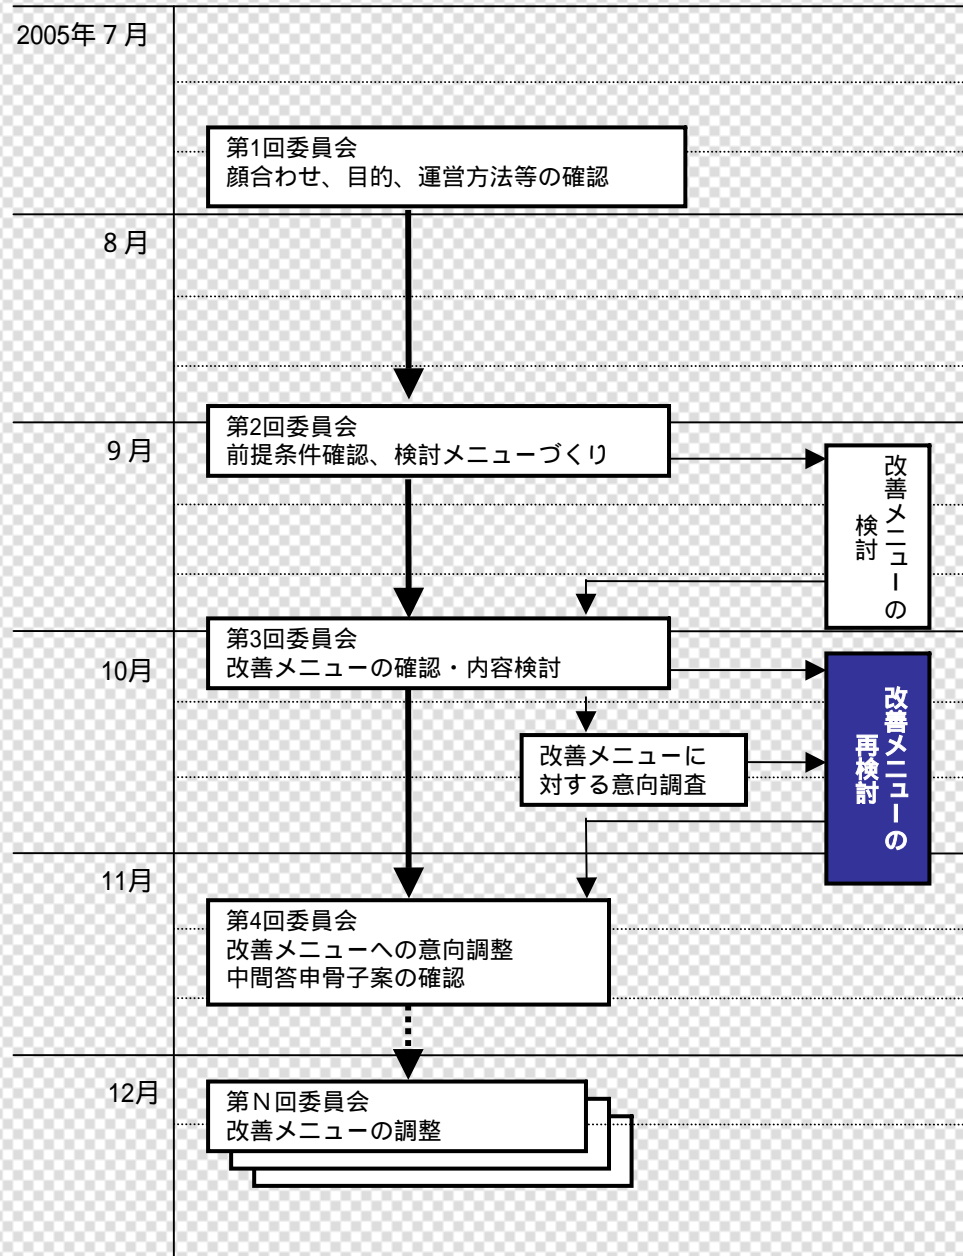 2005年 7 月
第1回委員会
顔合わせ、目的、運営方法等の確認
8 月
第2回委員会
前提条件確認、検討メニューづくり
9 月
改善メニューの
検討
第3回委員会
改善メニューの確認・内容検討
10月
改善メニューに
対する意向調査
改善メニューの
再検討
11月
第4回委員会
改善メニューへの意向調整
中間答申骨子案の確認
12月
第Ｎ回委員会
改善メニューの調整